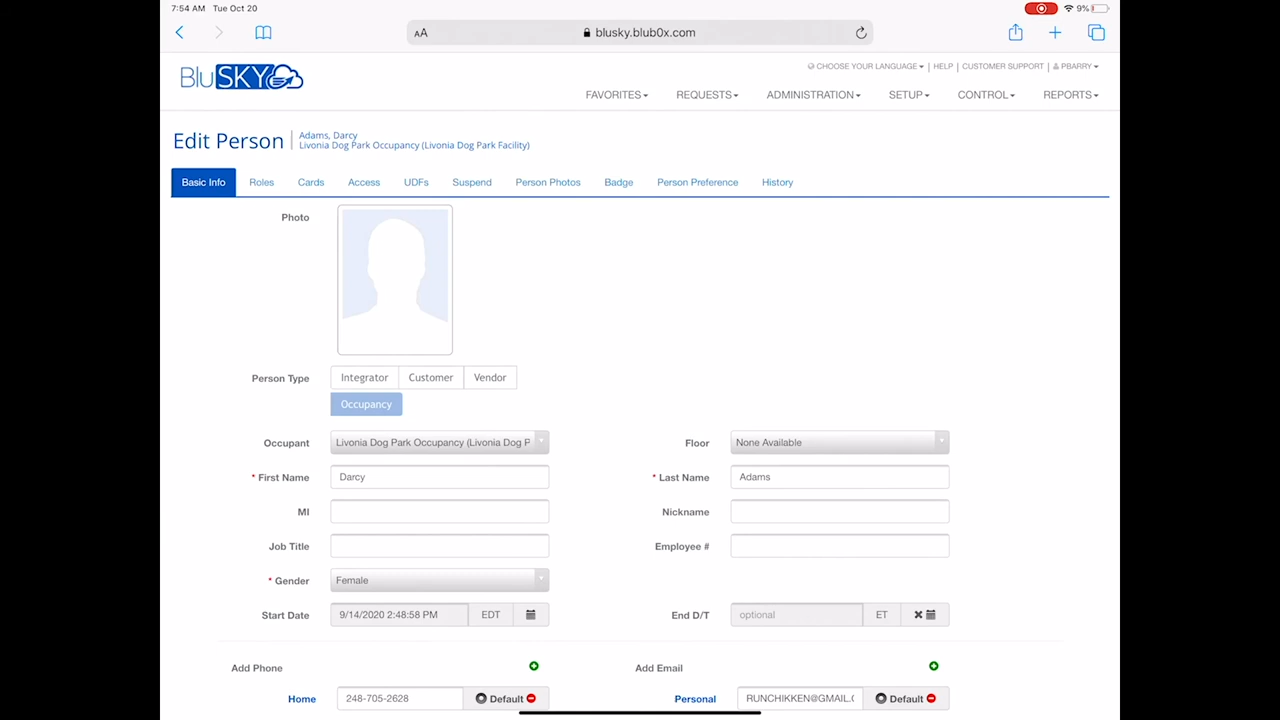 7:54 AM Tue Oct 20
9%
AA
blusky.blub0x.com
BluSKY
CHOOSE YOUR LANGUAGE | HELP | CUSTOMER SUPPORT | PBARRY
FAVORITES REQUESTS ADMINISTRATION SETUP CONTROL REPORTS
Edit Person
Adams, Darcy
Livonia Dog Park Occupancy (Livonia Dog Park Facility)
Basic Info Roles Cards Access UDFs Suspend Person Photos Badge Person Preference History
Photo
Person Type Integrator Customer Vendor
Occupancy
Occupant Livonia Dog Park Occupancy (Livonia Dog P Floor None Available
* First Name Darcy * Last Name Adams
MI Nickname
Job Title Employee #
* Gender Female
Start Date 9/14/2020 2:48:58 PM EDT End D/T optional ET
Add Phone Add Email
Home 248-705-2628 Default Personal RUNCHIKKEN@GMAIL.C Default